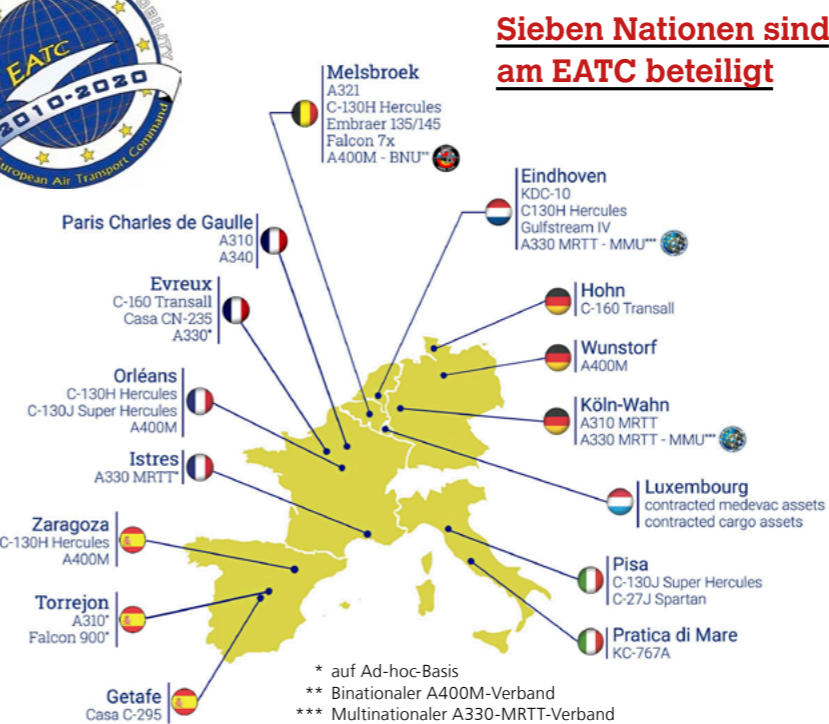 Sieben Nationen sind
am EATC beteiligt
EATC
2010-2020
European Air Transport Command
Melsbroek
A321
C-130H Hercules
Embraer 135/145
Falcon 7x
A400M - BNU**
Eindhoven
KDC-10
C130H Hercules
Gulfstream IV
A330 MRTT - MMU***
Paris Charles de Gaulle
A310
A340
Evreux
C-160 Transall
Casa CN-235
A330*
Hohn
C-160 Transall
Wunstorf
A400M
Orléans
C-130H Hercules
C-130J Super Hercules
A400M
Köln-Wahn
A310 MRTT
A330 MRTT - MMU***
Istres
A330 MRTT*
Luxembourg
contracted medevac assets
contracted cargo assets
Zaragoza
C-130H Hercules
A400M
Pisa
C-130J Super Hercules
C-27J Spartan
Torrejon
A310*
Falcon 900*
Pratica di Mare
KC-767A
Getafe
Casa C-295
* auf Ad-hoc-Basis
** Binationaler A400M-Verband
*** Multinationaler A330-MRTT-Verband